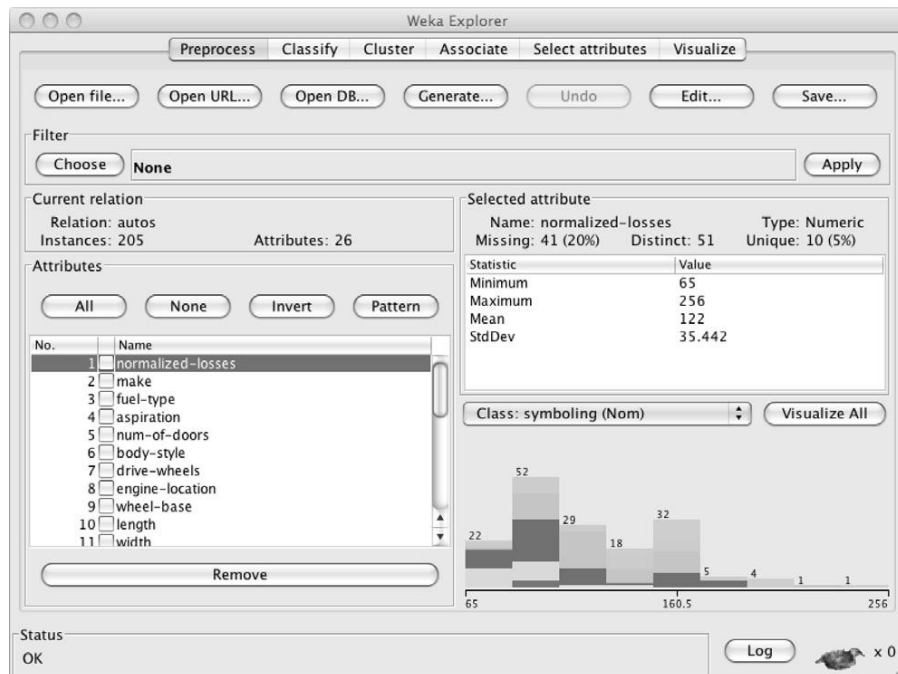 Weka Explorer
Preprocess Classify Cluster Associate Select attributes Visualize
Open file... Open URL... Open DB... Generate... Undo Edit... Save...
Filter
Choose None Apply
Current relation
Relation: autos
Instances: 205 Attributes: 26
Attributes
All None Invert Pattern
No. Name
1 normalized-losses
2 make
3 fuel-type
4 aspiration
5 num-of-doors
6 body-style
7 drive-wheels
8 engine-location
9 wheel-base
10 length
11 width
Remove
Selected attribute
Name: normalized-losses Type: Numeric
Missing: 41 (20%) Distinct: 51 Unique: 10 (5%)
Statistic Value
Minimum 65
Maximum 256
Mean 122
StdDev 35.442
Class: symboling (Nom) Visualize All
22 52 29 18 32 5 4 1 1
65 160.5 256
Status
OK
Log x 0